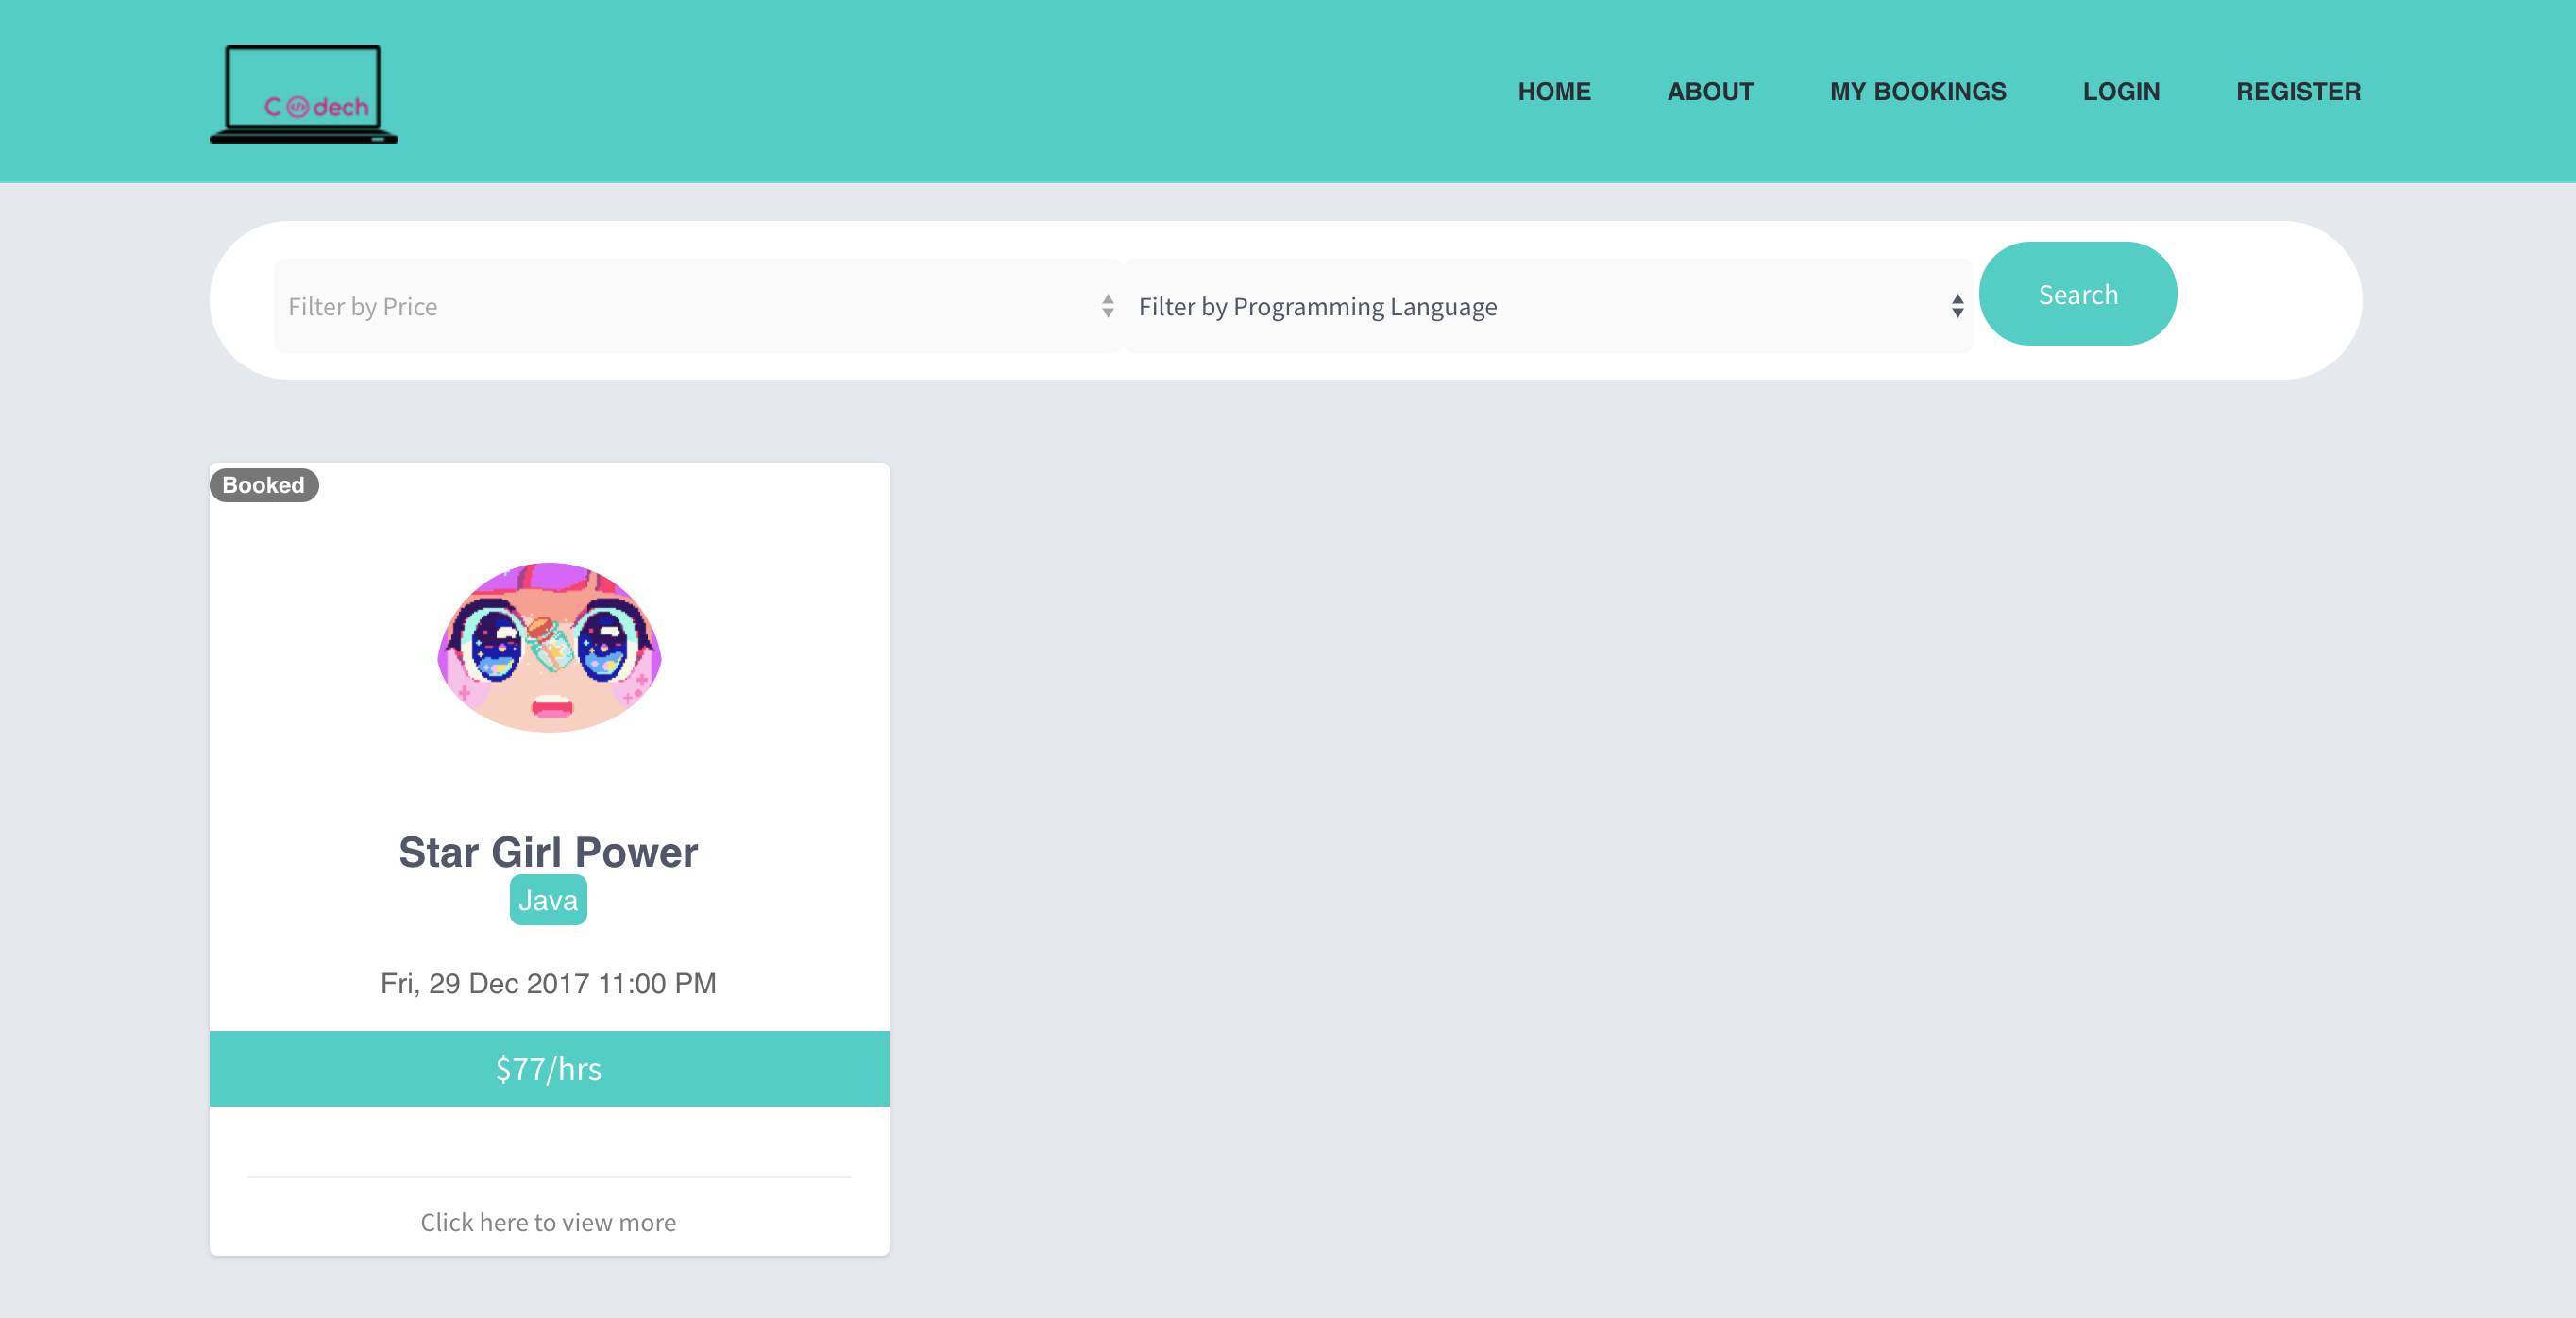 C</>dech
HOME ABOUT MY BOOKINGS LOGIN REGISTER
Filter by Price Filter by Programming Language Search
Booked
Star Girl Power
Java
Fri, 29 Dec 2017 11:00 PM
$77/hrs
Click here to view more